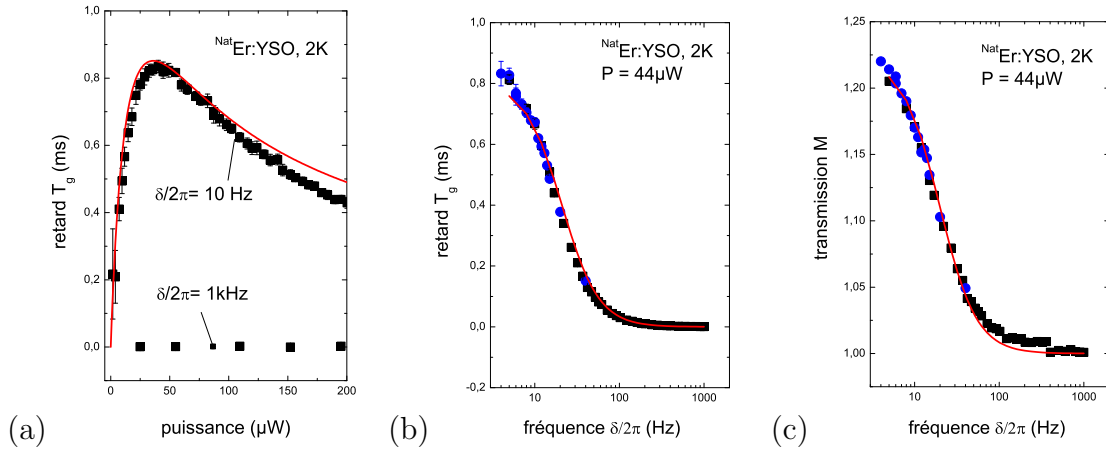 NatEr:YSO, 2K
retard Tg (ms)
1,0
0,8
0,6
0,4
0,2
0,0
δ/2π= 10 Hz
δ/2π= 1kHz
0
50
100
150
200
puissance (µW)
(a)
NatEr:YSO, 2K
P = 44µW
retard Tg (ms)
1,0
0,8
0,6
0,4
0,2
0,0
-0,2
10
100
1000
fréquence δ/2π (Hz)
(b)
NatEr:YSO, 2K
P = 44µW
transmission M
1,25
1,20
1,15
1,10
1,05
1,00
10
100
1000
fréquence δ/2π (Hz)
(c)